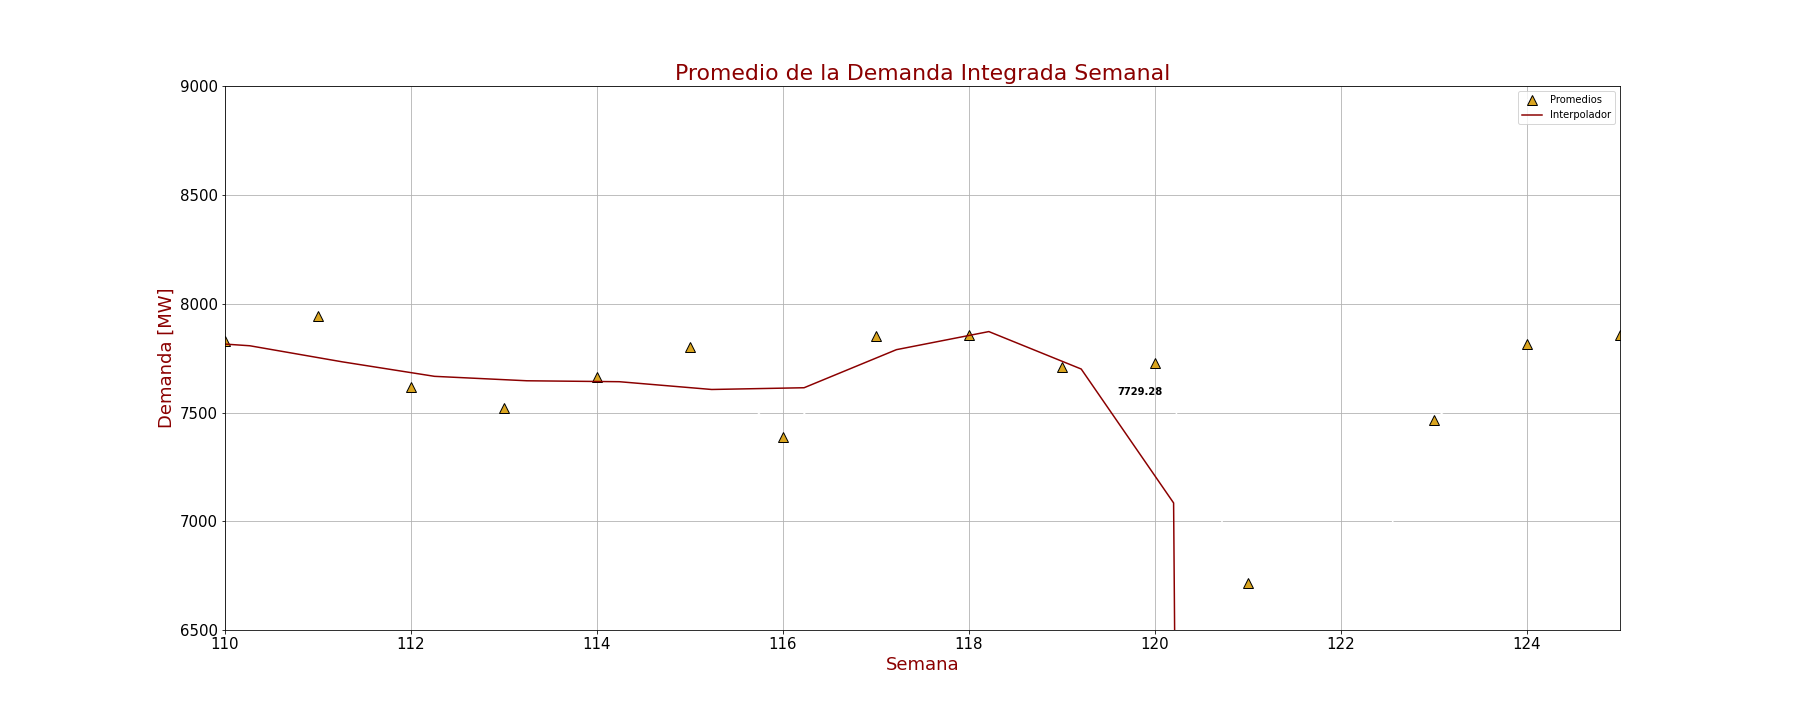 Promedio de la Demanda Integrada Semanal
Promedios
Interpolador
Demanda [MW]
9000
8500
8000
7500
7000
6500
7729.28
110 112 114 116 118 120 122 124
Semana